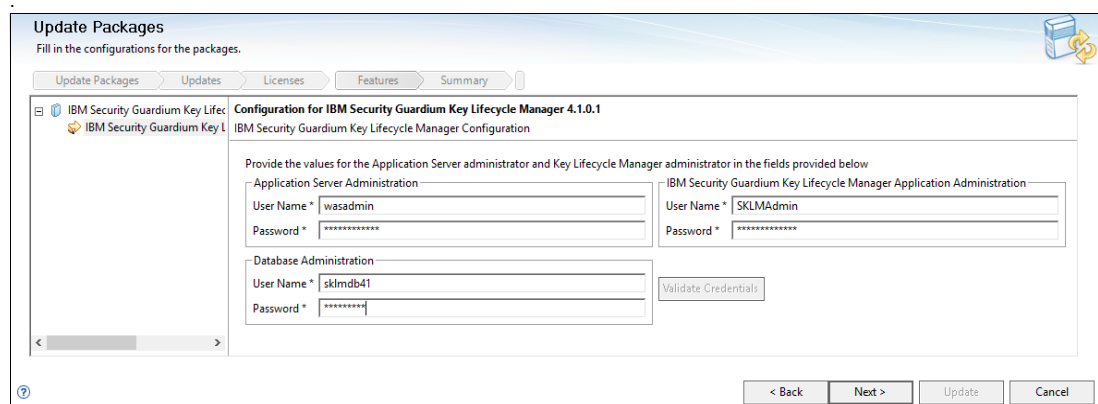 .
Update Packages
Fill in the configurations for the packages.
Update Packages
Updates
Licenses
Features
Summary
IBM Security Guardium Key Lifec
IBM Security Guardium Key L
Configuration for IBM Security Guardium Key Lifecycle Manager 4.1.0.1
IBM Security Guardium Key Lifecycle Manager Configuration
Provide the values for the Application Server administrator and Key Lifecycle Manager administrator in the fields provided below
Application Server Administration
User Name * wasadmin
Password * ************
IBM Security Guardium Key Lifecycle Manager Application Administration
User Name * SKLMAdmin
Password * *************
Database Administration
User Name * sklmdb41
Password * *********
Validate Credentials
?
< Back
Next >
Update
Cancel